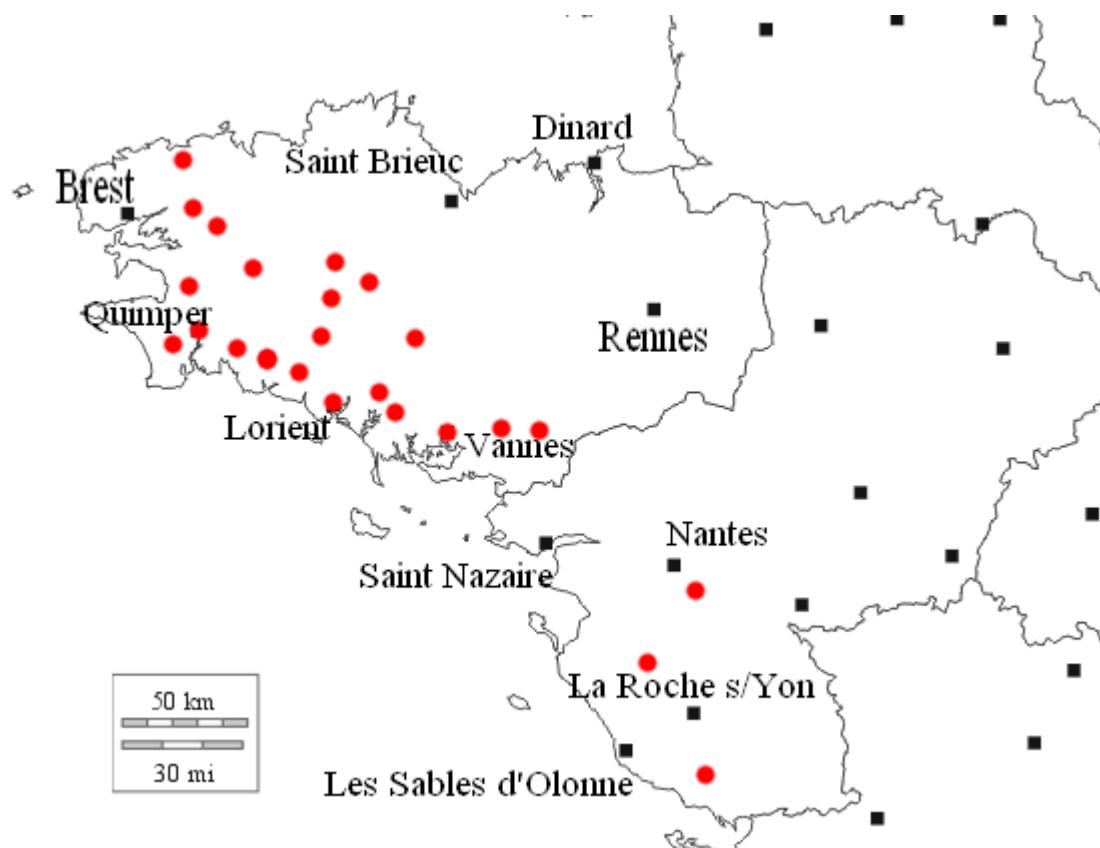 Dinard
Saint Brieuc
Brest
Quimper
Rennes
Lorient
Vannes
Nantes
Saint Nazaire
La Roche s/Yon
50 km
30 mi
Les Sables d'Olonne